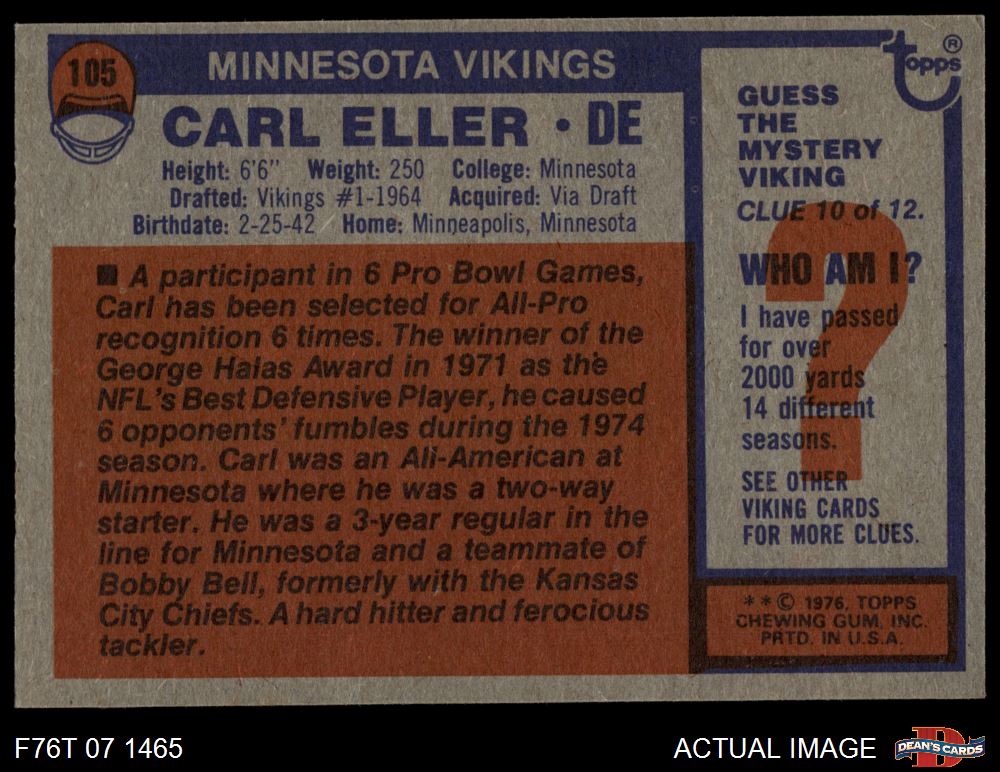 105
MINNESOTA VIKINGS
topps®
CARL ELLER • DE
Height: 6'6" Weight: 250 College: Minnesota
Drafted: Vikings #1-1964 Acquired: Via Draft
Birthdate: 2-25-42 Home: Minneapolis, Minnesota
■ A participant in 6 Pro Bowl Games,
Carl has been selected for All-Pro
recognition 6 times. The winner of the
George Halas Award in 1971 as the
NFL's Best Defensive Player, he caused
6 opponents' fumbles during the 1974
season. Carl was an All-American at
Minnesota where he was a two-way
starter. He was a 3-year regular in the
line for Minnesota and a teammate of
Bobby Bell, formerly with the Kansas
City Chiefs. A hard hitter and ferocious
tackler.
GUESS
THE
MYSTERY
VIKING
CLUE 10 of 12.
WHO AM I?
I have passed
for over
2000 yards
14 different
seasons.
SEE OTHER
VIKING CARDS
FOR MORE CLUES.
* * © 1976, TOPPS
CHEWING GUM, INC.
PRTD. IN U.S.A.
F76T 07 1465
ACTUAL IMAGE
D
DEAN'S CARDS